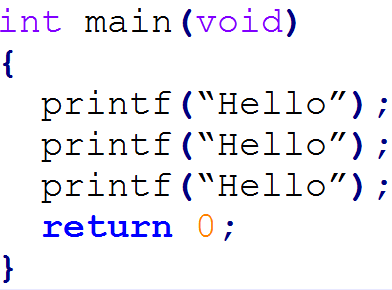 int main(void)
{
  printf(“Hello”);
  printf(“Hello”);
  printf(“Hello”);
  return 0;
}